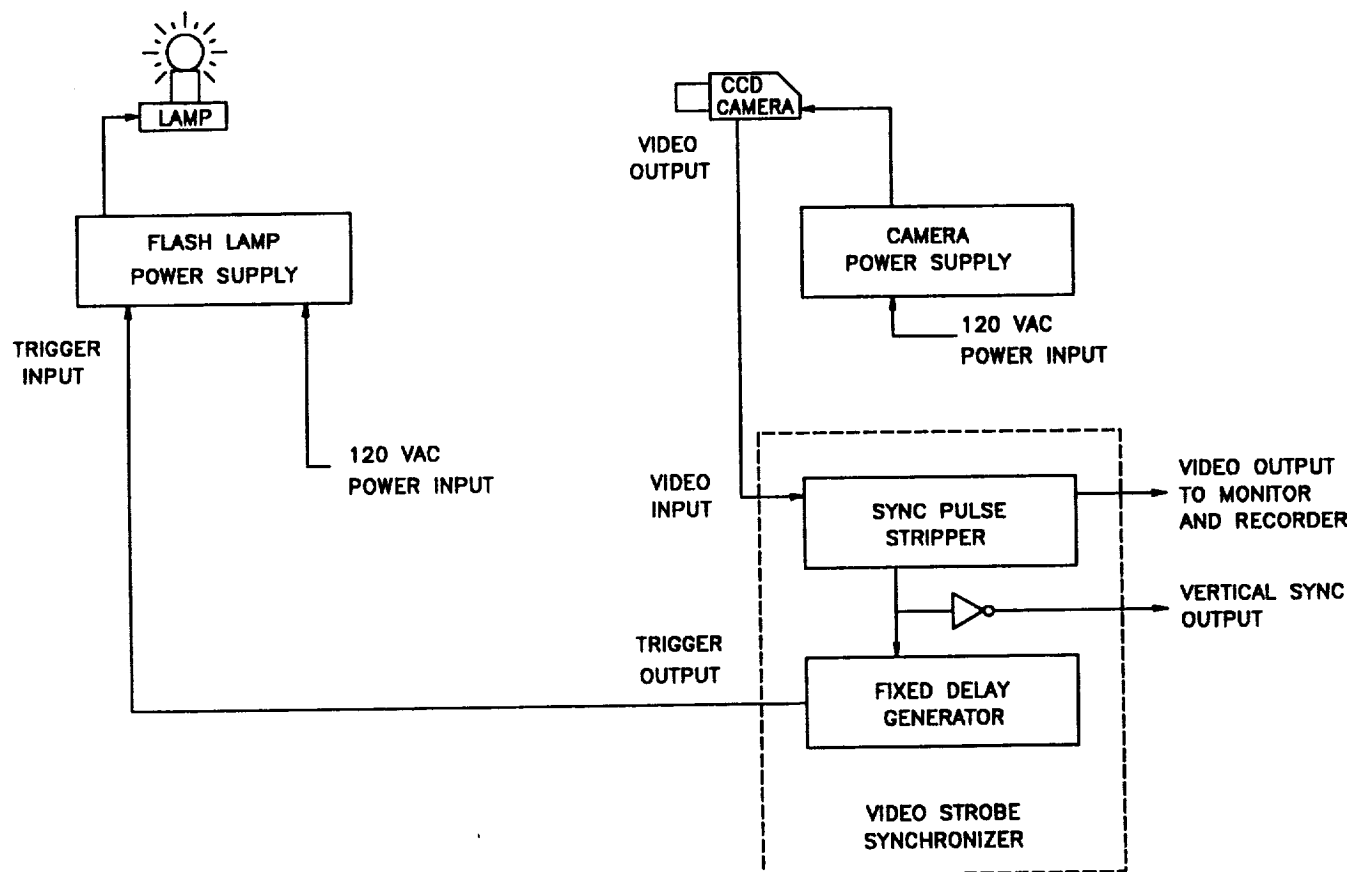 LAMP
CCD
CAMERA
VIDEO
OUTPUT
FLASH LAMP
POWER SUPPLY
CAMERA
POWER SUPPLY
TRIGGER
INPUT
120 VAC
POWER INPUT
120 VAC
POWER INPUT
VIDEO
INPUT
SYNC PULSE
STRIPPER
VIDEO OUTPUT
TO MONITOR
AND RECORDER
VERTICAL SYNC
OUTPUT
TRIGGER
OUTPUT
FIXED DELAY
GENERATOR
VIDEO STROBE
SYNCHRONIZER